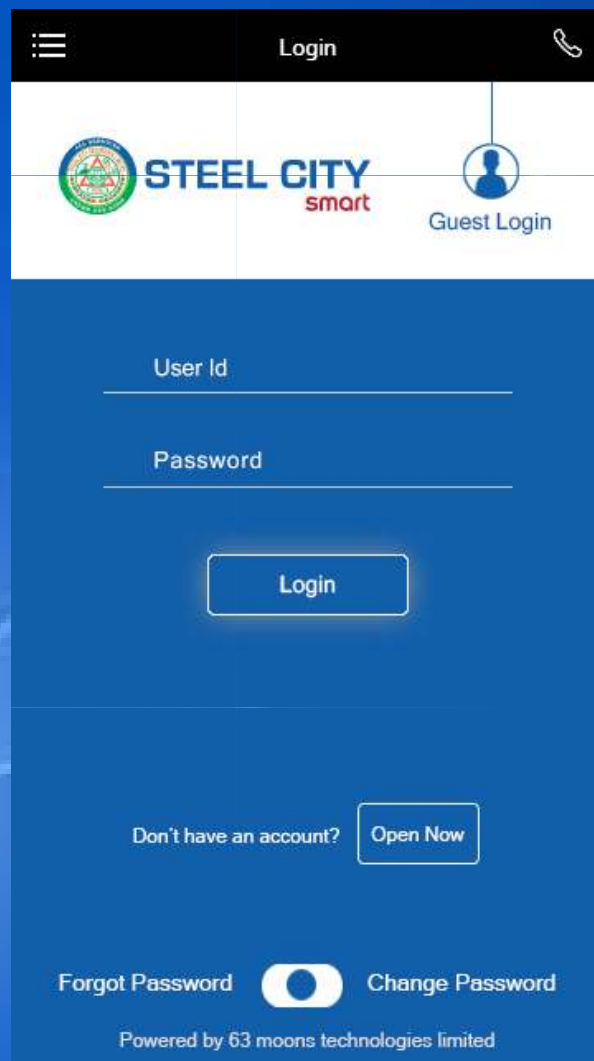 Login
STEEL CITY
smart
Guest Login
User Id
Password
Login
Don't have an account? Open Now
Forgot Password Change Password
Powered by 63 moons technologies limited